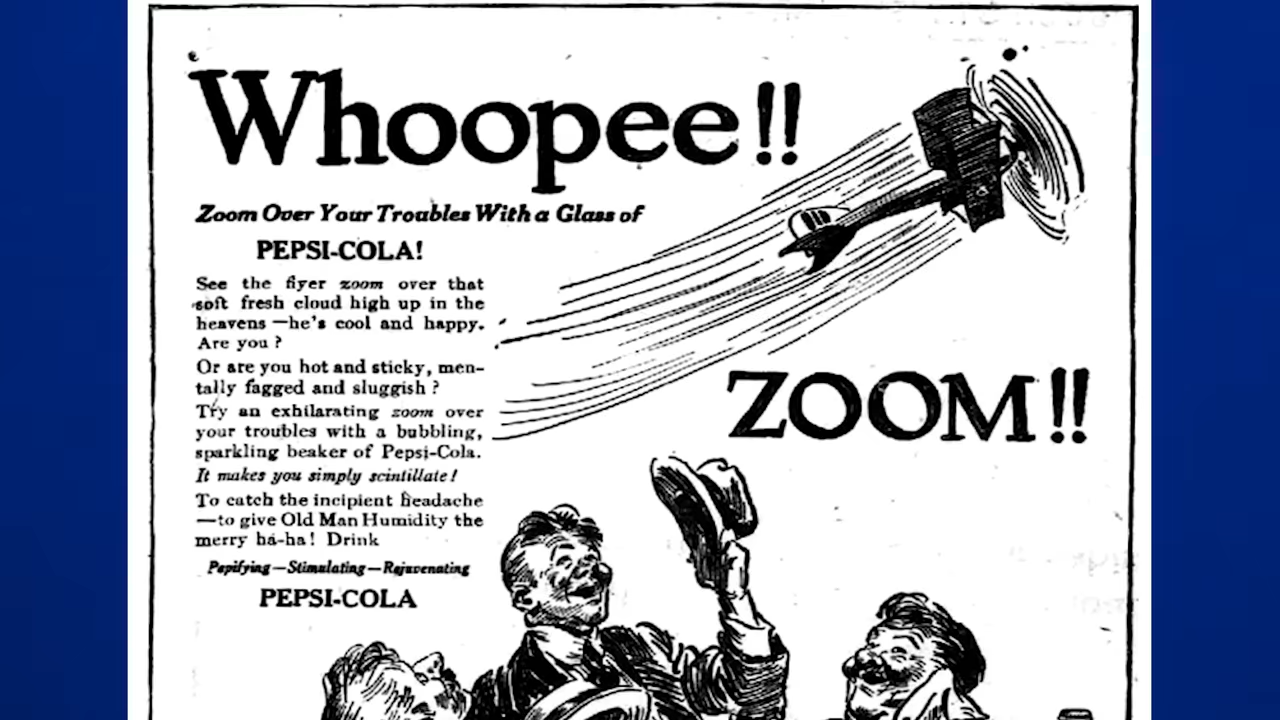 Whoopee!!
Zoom Over Your Troubles With a Glass of
PEPSI-COLA!
See the flyer zoom over that
soft fresh cloud high up in the
heavens—he's cool and happy.
Are you?
Or are you hot and sticky, men-
tally fagged and sluggish?
Try an exhilarating zoom over
your troubles with a bubbling,
sparkling beaker of Pepsi-Cola.
It makes you simply scintillate!
To catch the incipient headache
—to give Old Man Humidity the
merry ha-ha! Drink
Pepifying—Stimulating—Rejuvenating
PEPSI-COLA
ZOOM!!